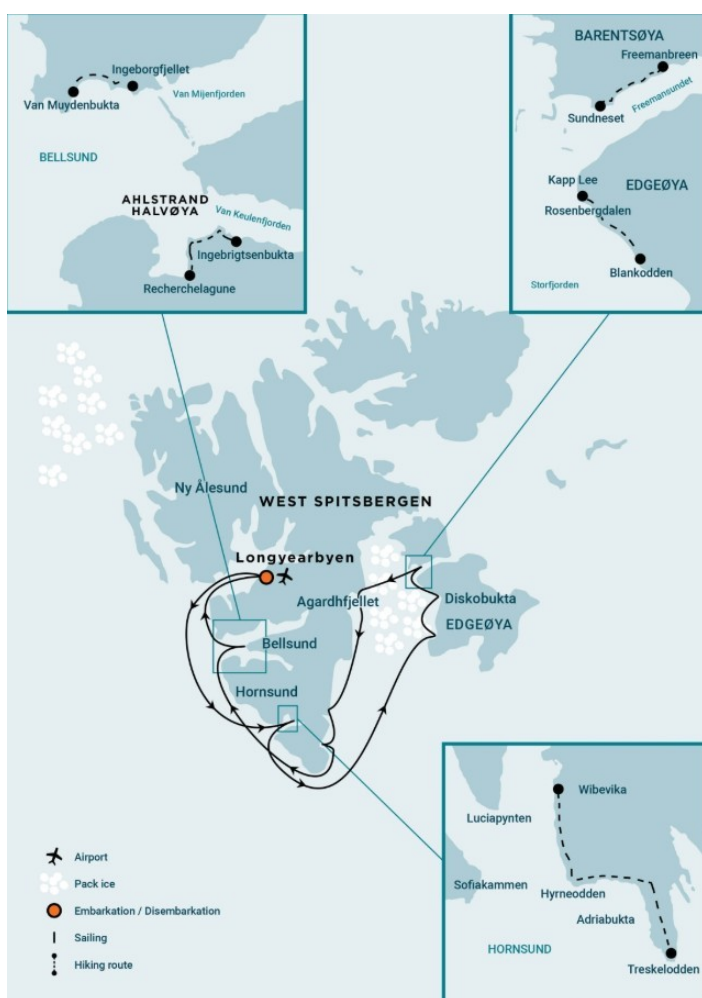 Ingeborgfjellet
Van Muydenbukta
Van Mijenfjorden
BELLSUND
AHLSTRAND
HALVØYA
Van Keulenfjorden
Ingebrigtsenbukta
Recherchelagune
BARENTSØYA
Freemanbreen
Freemansundet
Sundneset
Kapp Lee
EDGEØYA
Rosenbergdalen
Blankodden
Storfjorden
Ny Ålesund
WEST SPITSBERGEN
Longyearbyen
Agardhfjellet
Diskobukta
EDGEØYA
Bellsund
Hornsund
Wibevika
Luciapynten
Sofiakammen
Hyrneodden
Adriabukta
HORNSUND
Treskelodden
Airport
Pack ice
Embarkation / Disembarkation
Sailing
Hiking route